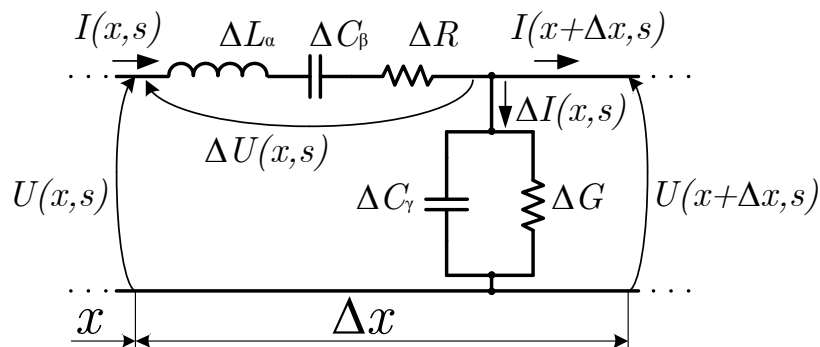 I(x,s) ΔLα ΔCβ ΔR I(x+Δx,s)
ΔI(x,s)
ΔU(x,s)
U(x,s) ΔCγ ΔG U(x+Δx,s)
x Δx